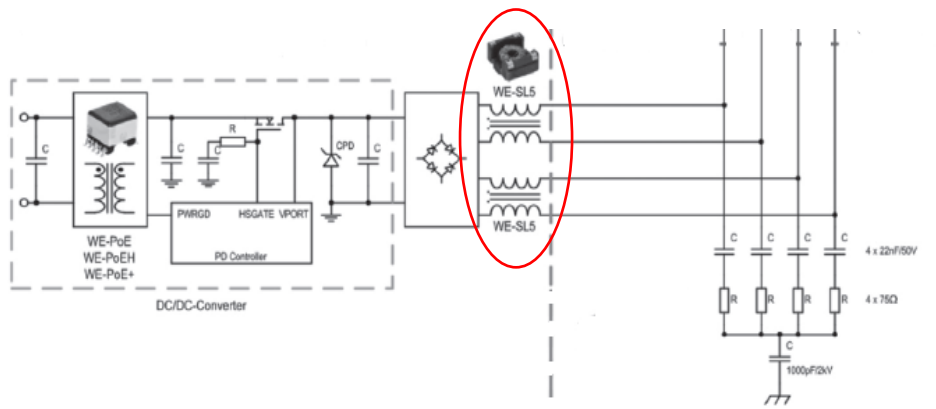 WE-SL5
WE-SL5
C
WE-PoE
WE-PoEH
WE-PoE+
C
C
R
CPD
C
PWRGD
HSGATE VPORT
PD Controller
DC/DC-Converter
C
C
C
C
4 x 22nF/50V
R
R
R
R
4 x 75Ω
C
1000pF/2kV